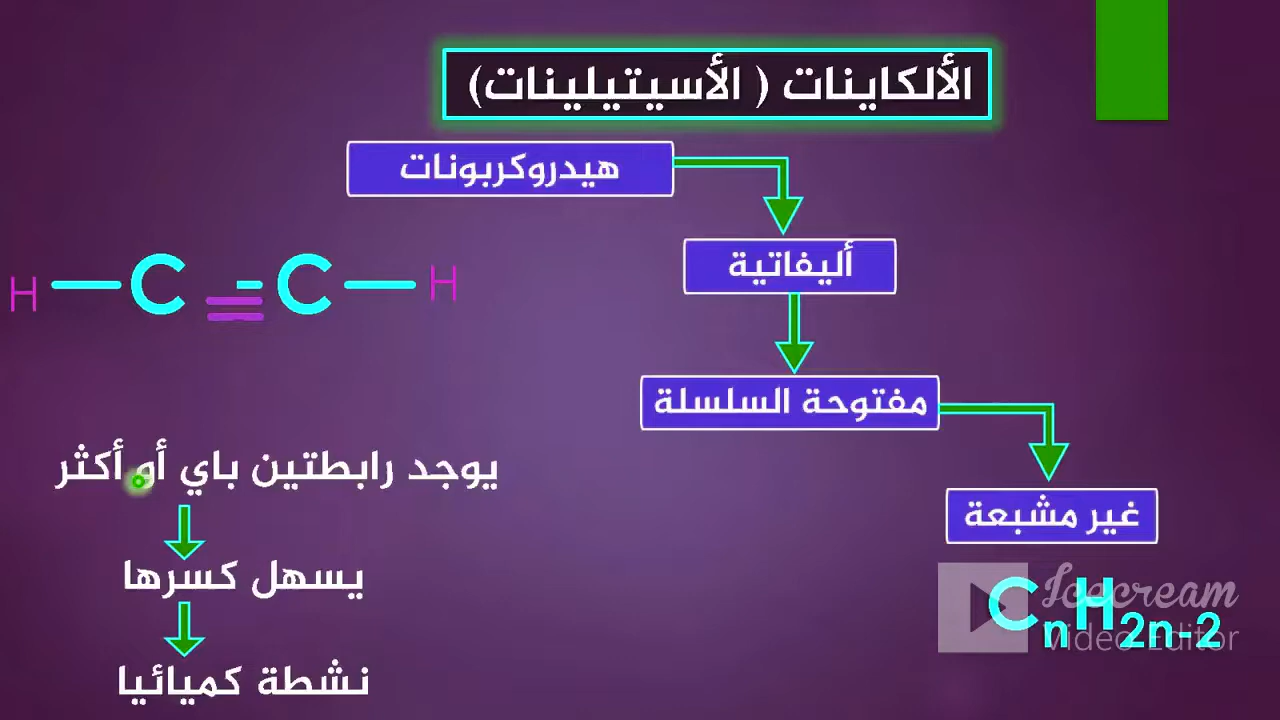 الألكاينات ( الأسيتيلينات)
هيدروكربونات
أليفاتية
مفتوحة السلسلة
غير مشبعة
CnH2n-2
H C C H
يوجد رابطتين باي أو أكثر
يسهل كسرها
نشطة كميائيا
Icecream
Video Editor